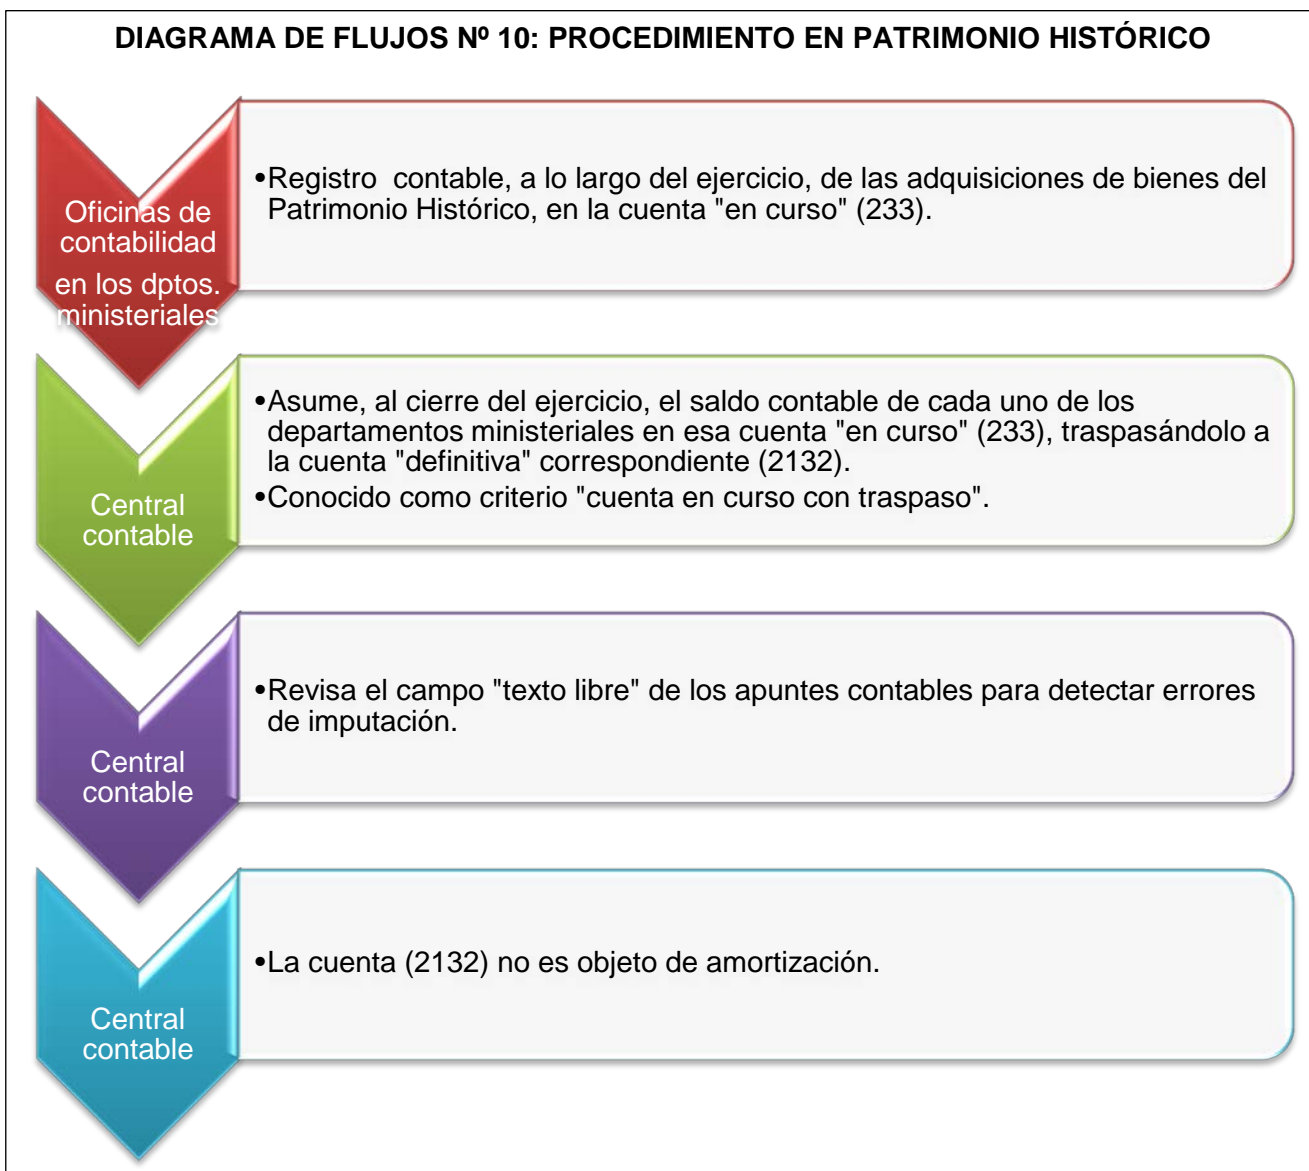 DIAGRAMA DE FLUJOS Nº 10: PROCEDIMIENTO EN PATRIMONIO HISTÓRICO
Oficinas de
contabilidad
en los dptos.
ministeriales
•Registro  contable, a lo largo del ejercicio, de las adquisiciones de bienes del
Patrimonio Histórico, en la cuenta "en curso" (233).
Central
contable
•Asume, al cierre del ejercicio, el saldo contable de cada uno de los
departamentos ministeriales en esa cuenta "en curso" (233), traspasándolo a
la cuenta "definitiva" correspondiente (2132).
•Conocido como criterio "cuenta en curso con traspaso".
Central
contable
•Revisa el campo "texto libre" de los apuntes contables para detectar errores
de imputación.
Central
contable
•La cuenta (2132) no es objeto de amortización.